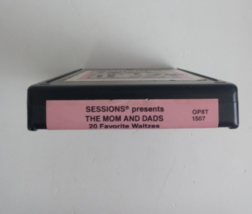 SESSIONS® presents
THE MOM AND DADS
20 Favorite Waltzes
OP8T
1507